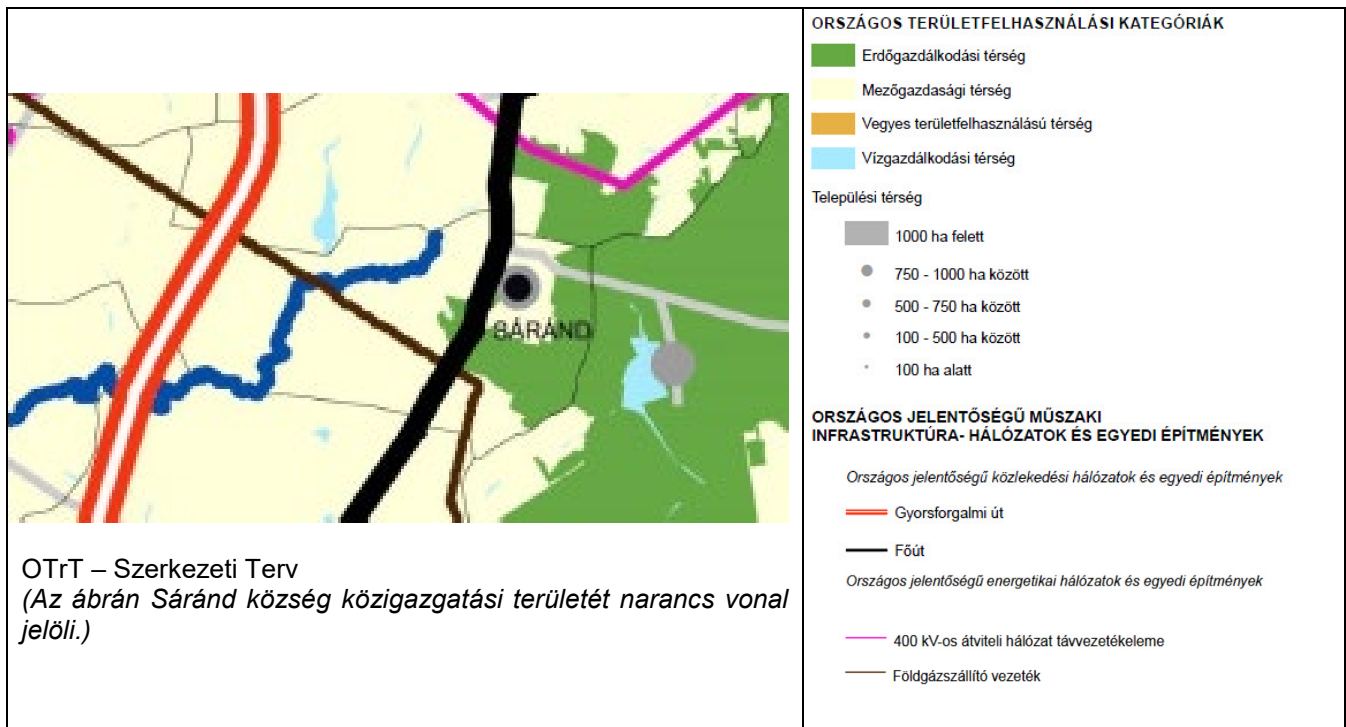 SÁRÁND
OTrT – Szerkezeti Terv
(Az ábrán Sáránd község közigazgatási területét narancs vonal
jelöli.)
ORSZÁGOS TERÜLETFELHASZNÁLÁSI KATEGÓRIÁK
Erdőgazdálkodási térség
Mezőgazdasági térség
Vegyes területfelhasználású térség
Vízgazdálkodási térség
Települési térség
1000 ha felett
750 - 1000 ha között
500 - 750 ha között
100 - 500 ha között
100 ha alatt
ORSZÁGOS JELENTŐSÉGŰ MŰSZAKI
INFRASTRUKTÚRA- HÁLÓZATOK ÉS EGYEDI ÉPÍTMÉNYEK
Országos jelentőségű közlekedési hálózatok és egyedi építmények
Gyorsforgalmi út
Főút
Országos jelentőségű energetikai hálózatok és egyedi építmények
400 kV-os átviteli hálózat távvezetékeleme
Földgázszállító vezeték